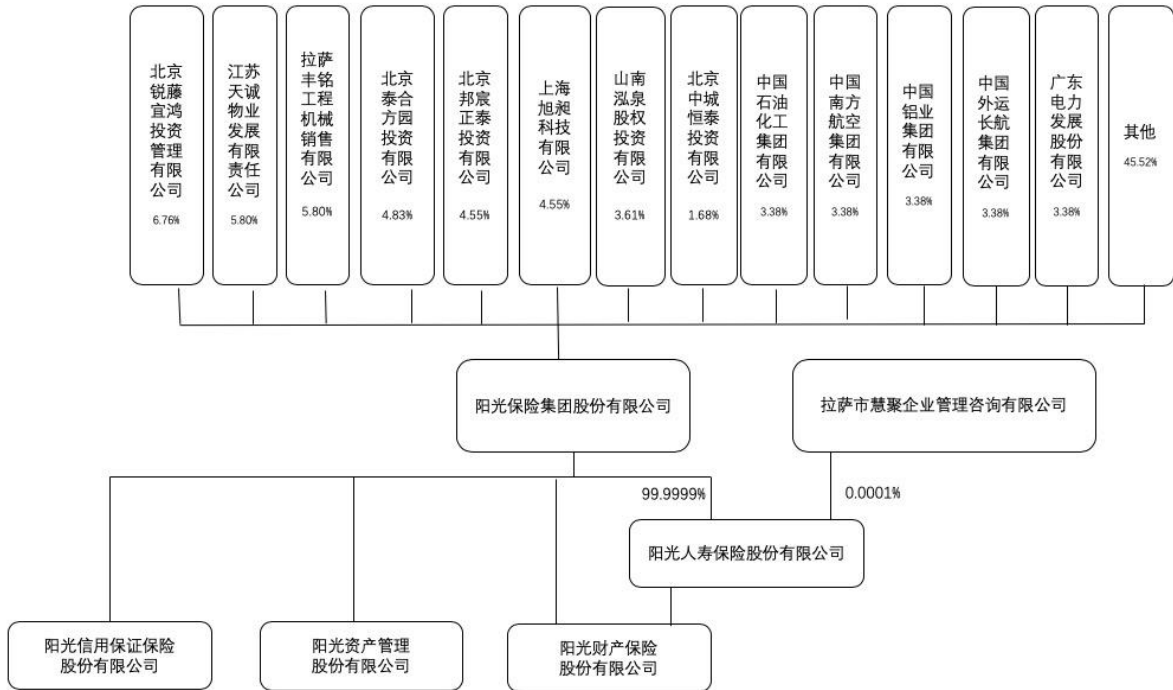 北京
锐藤
宜鸿
投资
管理
有限
公司
6.76%
江苏
天诚
物业
发展
有限
责任
公司
5.80%
拉萨
丰铭
工程
机械
销售
有限
公司
5.80%
北京
泰合
方园
投资
有限
公司
4.83%
北京
邦宸
正泰
投资
有限
公司
4.55%
上海
旭昶
科技
有限
公司
4.55%
山南
泓泉
股权
投资
有限
公司
3.61%
北京
中城
恒泰
投资
有限
公司
1.68%
中国
石油
化工
集团
有限
公司
3.38%
中国
南方
航空
集团
有限
公司
3.38%
中国
铝业
集团
有限
公司
3.38%
中国
外运
长航
集团
有限
公司
3.38%
广东
电力
发展
股份
有限
公司
3.38%
其他
45.52%
阳光保险集团股份有限公司
拉萨市慧聚企业管理咨询有限公司
99.9999%
0.0001%
阳光人寿保险股份有限公司
阳光信用保证保险
股份有限公司
阳光资产管理
股份有限公司
阳光财产保险
股份有限公司